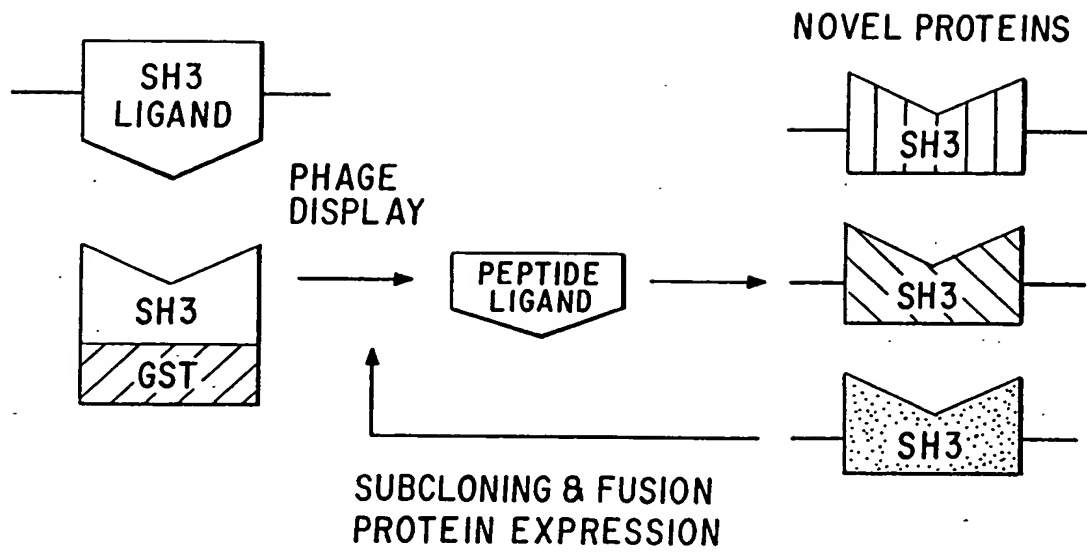 SH3
LIGAND
SH3
GST
PHAGE
DISPLAY
PEPTIDE
LIGAND
NOVEL PROTEINS
SH3
SH3
SH3
SUBCLONING & FUSION
PROTEIN EXPRESSION